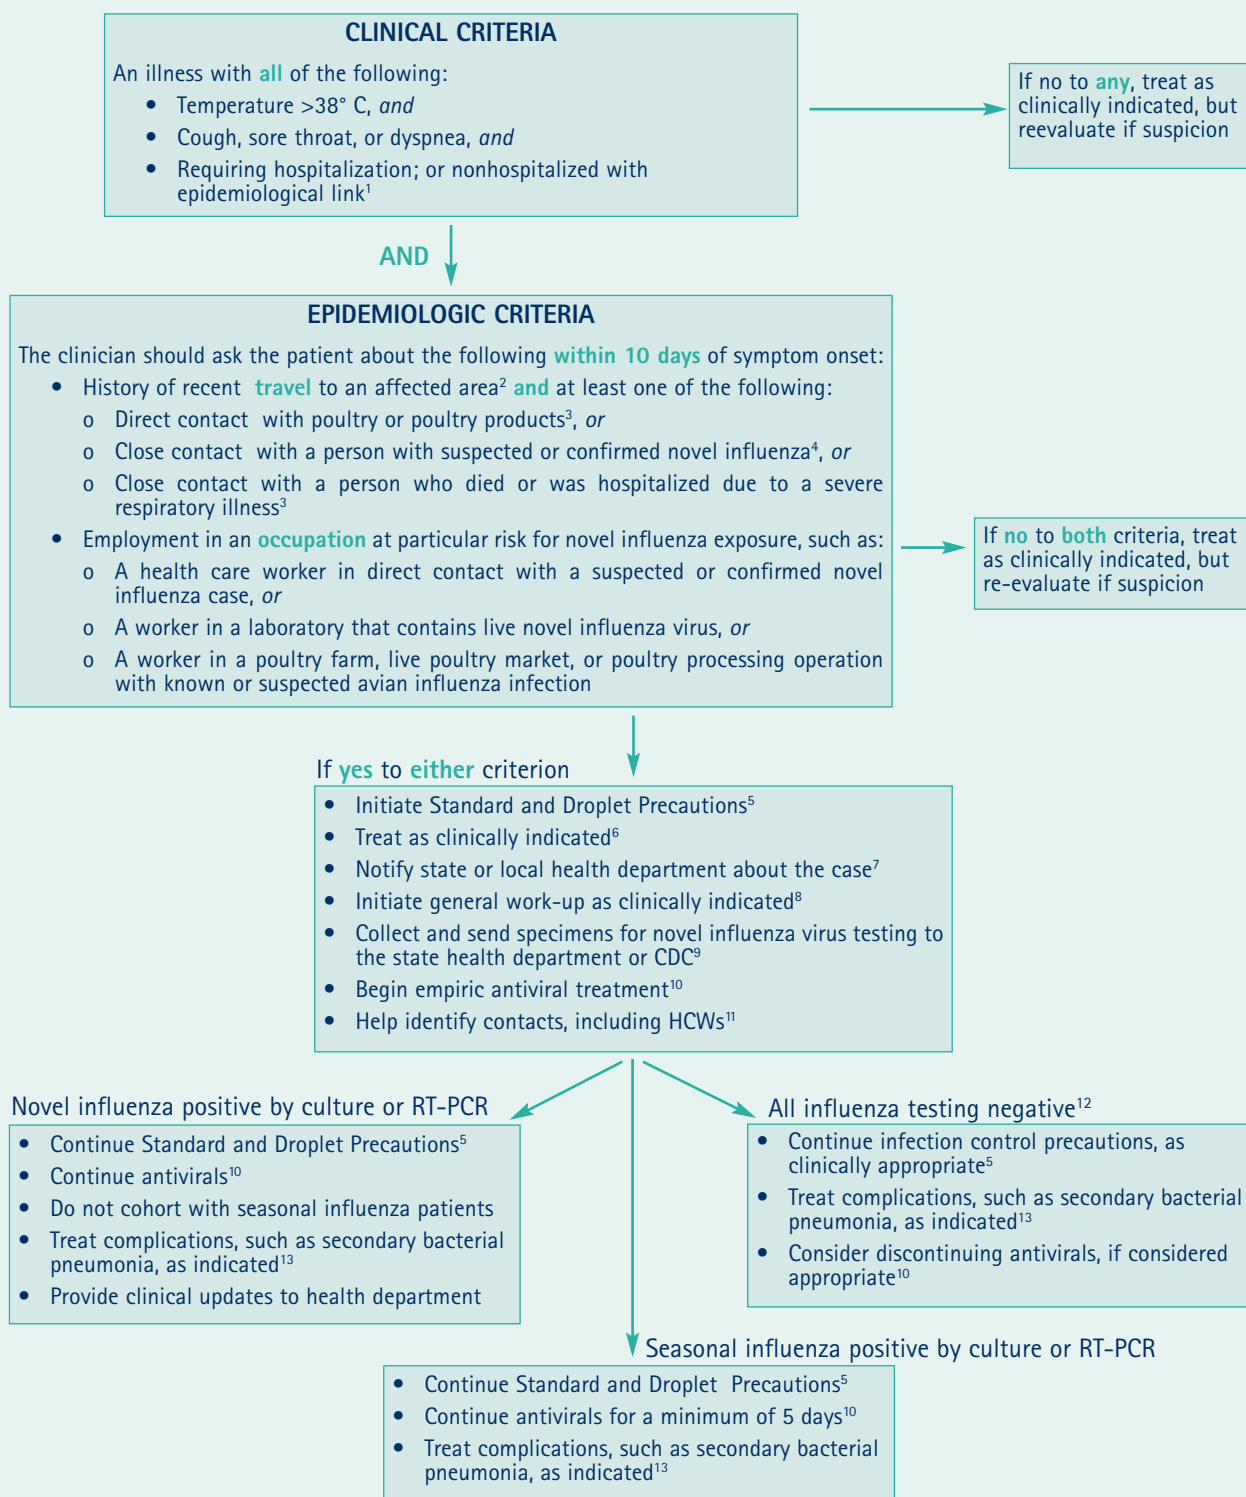 CLINICAL CRITERIA
An illness with all of the following:
• Temperature >38° C, and
• Cough, sore throat, or dyspnea, and
• Requiring hospitalization; or nonhospitalized with
epidemiological link¹
If no to any, treat as
clinically indicated, but
reevaluate if suspicion
AND
EPIDEMIOLOGIC CRITERIA
The clinician should ask the patient about the following within 10 days of symptom onset:
• History of recent travel to an affected area² and at least one of the following:
o Direct contact with poultry or poultry products³, or
o Close contact with a person with suspected or confirmed novel influenza⁴, or
o Close contact with a person who died or was hospitalized due to a severe
respiratory illness³
• Employment in an occupation at particular risk for novel influenza exposure, such as:
o A health care worker in direct contact with a suspected or confirmed novel
influenza case, or
o A worker in a laboratory that contains live novel influenza virus, or
o A worker in a poultry farm, live poultry market, or poultry processing operation
with known or suspected avian influenza infection
If no to both criteria, treat
as clinically indicated, but
re-evaluate if suspicion
If yes to either criterion
• Initiate Standard and Droplet Precautions⁵
• Treat as clinically indicated⁶
• Notify state or local health department about the case⁷
• Initiate general work-up as clinically indicated⁸
• Collect and send specimens for novel influenza virus testing to
the state health department or CDC⁹
• Begin empiric antiviral treatment¹⁰
• Help identify contacts, including HCWs¹¹
Novel influenza positive by culture or RT-PCR
• Continue Standard and Droplet Precautions⁵
• Continue antivirals¹⁰
• Do not cohort with seasonal influenza patients
• Treat complications, such as secondary bacterial
pneumonia, as indicated¹³
• Provide clinical updates to health department
All influenza testing negative¹²
• Continue infection control precautions, as
clinically appropriate⁵
• Treat complications, such as secondary bacterial
pneumonia, as indicated¹³
• Consider discontinuing antivirals, if considered
appropriate¹⁰
Seasonal influenza positive by culture or RT-PCR
• Continue Standard and Droplet Precautions⁵
• Continue antivirals for a minimum of 5 days¹⁰
• Treat complications, such as secondary bacterial
pneumonia, as indicated¹³